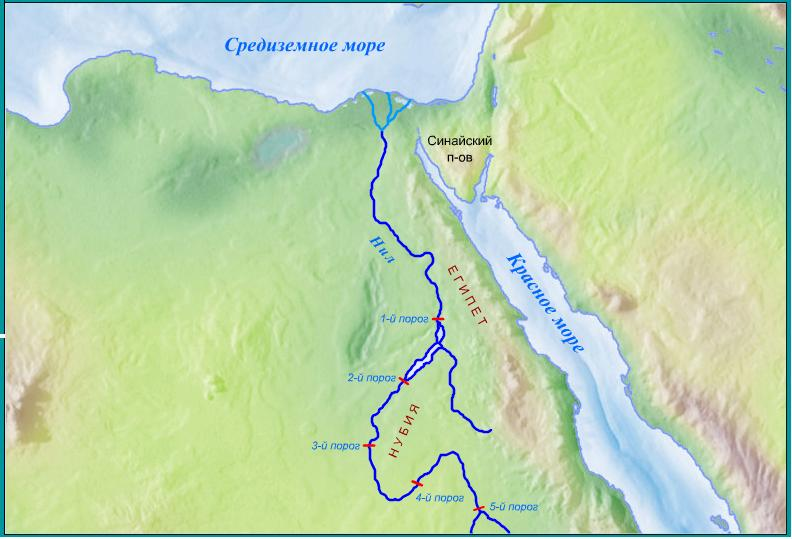 Средиземное море
Синайский
п-ов
Нил
ЕГИПЕТ
Красное море
1-й порог
2-й порог
НУБИЯ
3-й порог
4-й порог
5-й порог